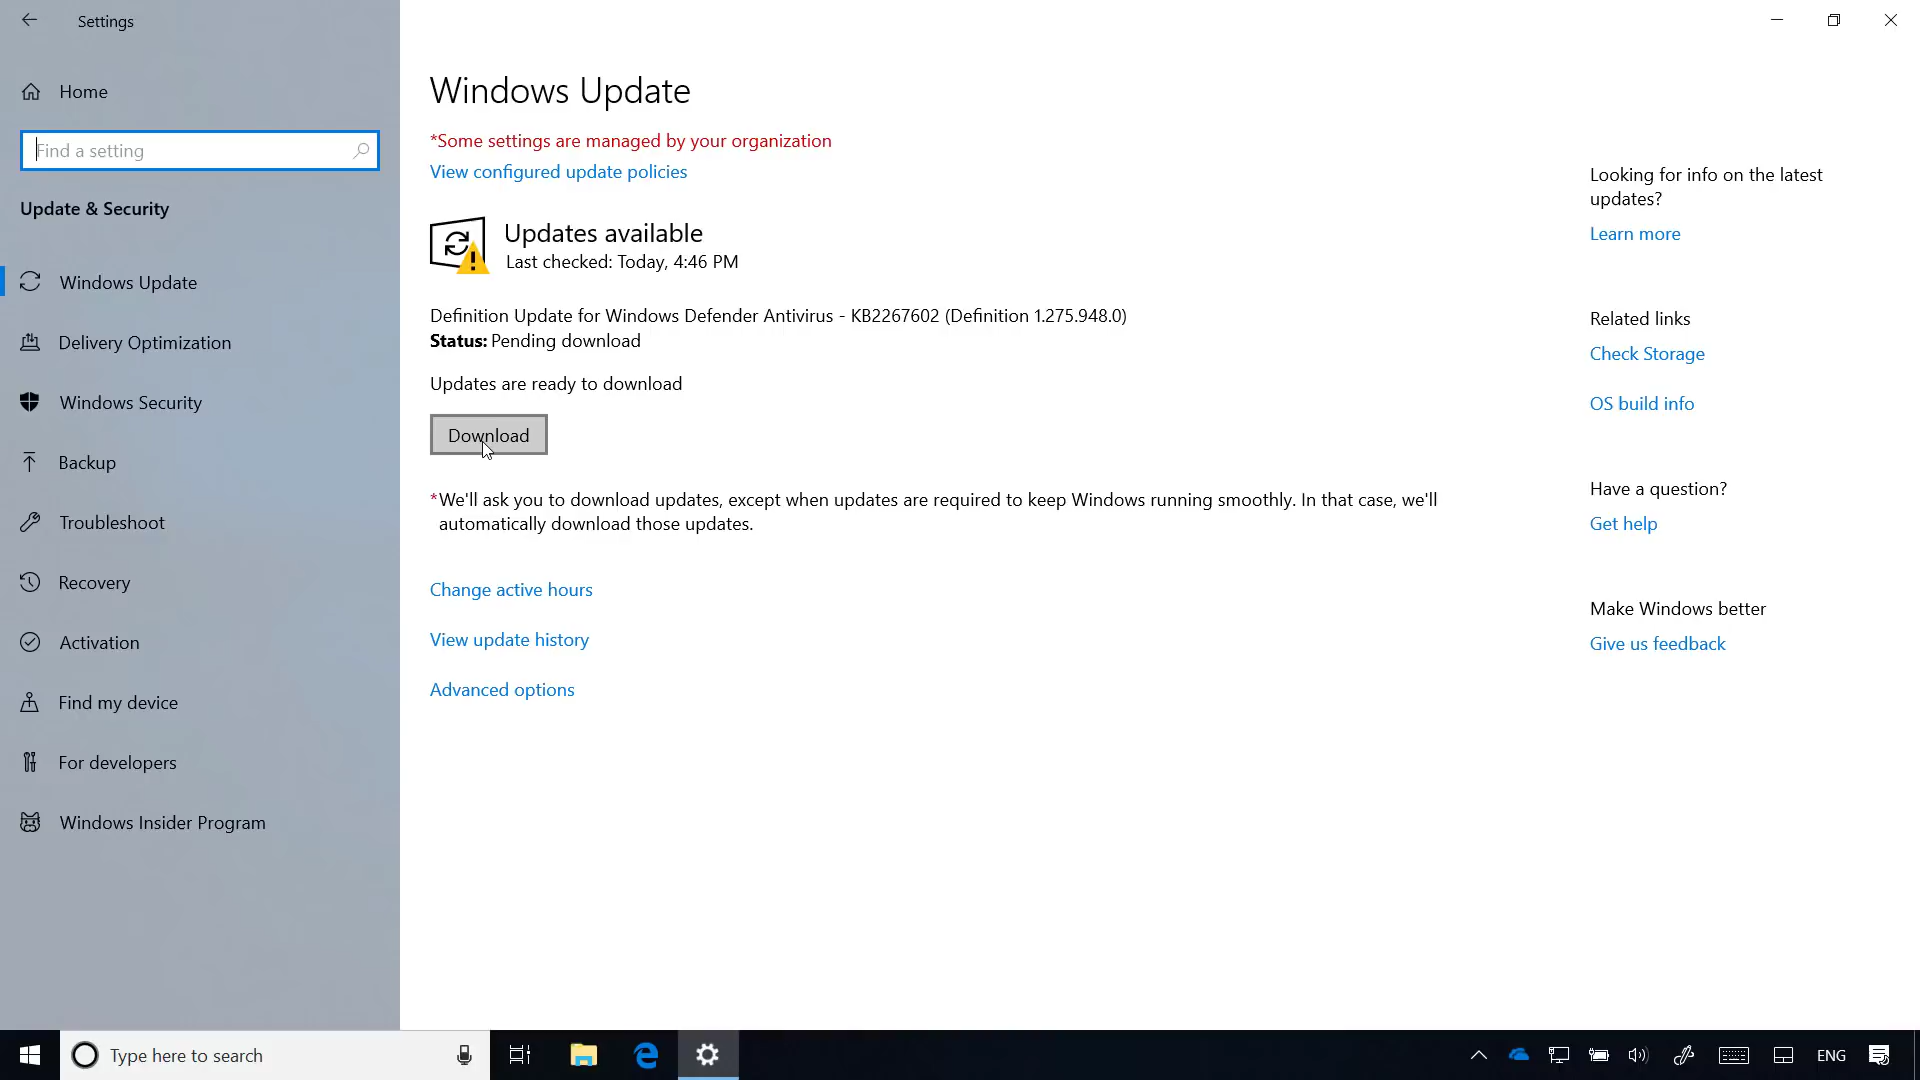 Settings
Home
Find a setting
Update & Security
Windows Update
Delivery Optimization
Windows Security
Backup
Troubleshoot
Recovery
Activation
Find my device
For developers
Windows Insider Program
Windows Update
*Some settings are managed by your organization
View configured update policies
Updates available
Last checked: Today, 4:46 PM
Definition Update for Windows Defender Antivirus - KB2267602 (Definition 1.275.948.0)
Status: Pending download
Updates are ready to download
Download
*We'll ask you to download updates, except when updates are required to keep Windows running smoothly. In that case, we'll
automatically download those updates.
Change active hours
View update history
Advanced options
Looking for info on the latest
updates?
Learn more
Related links
Check Storage
OS build info
Have a question?
Get help
Make Windows better
Give us feedback
Type here to search
ENG